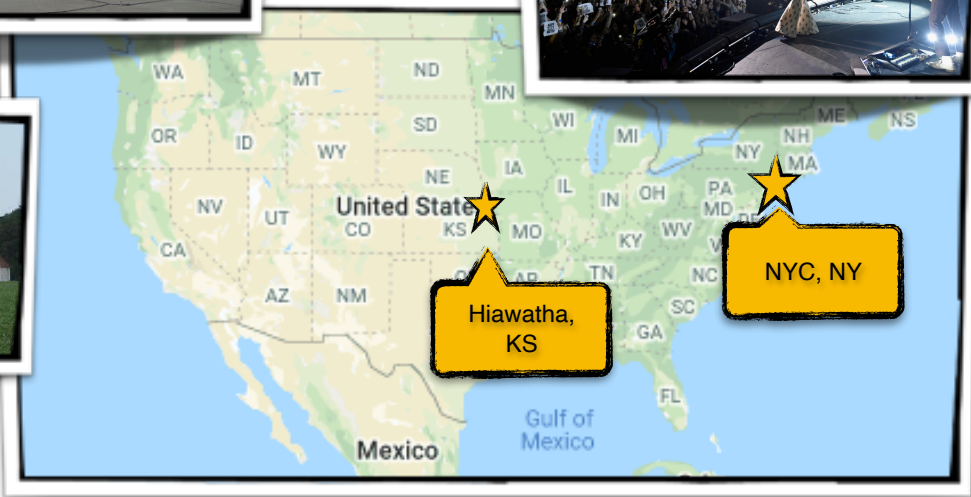 WA
MT
ND
MN
OR
ID
SD
WI
MI
ME
NS
NH
WY
NY
MA
IA
NE
NV
UT
United State
CO
KS
MO
IL
IN
OH
PA
MD
WV
KY
CA
AZ
NM
TN
NC
SC
GA
NYC, NY
Hiawatha,
KS
FL
Gulf of
Mexico
Mexico